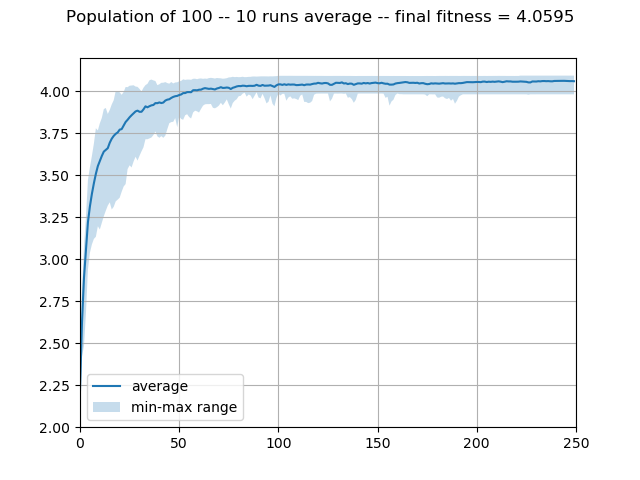 Population of 100 -- 10 runs average -- final fitness = 4.0595
4.00
3.75
3.50
3.25
3.00
2.75
2.50
2.25
2.00
average
min-max range
0 50 100 150 200 250